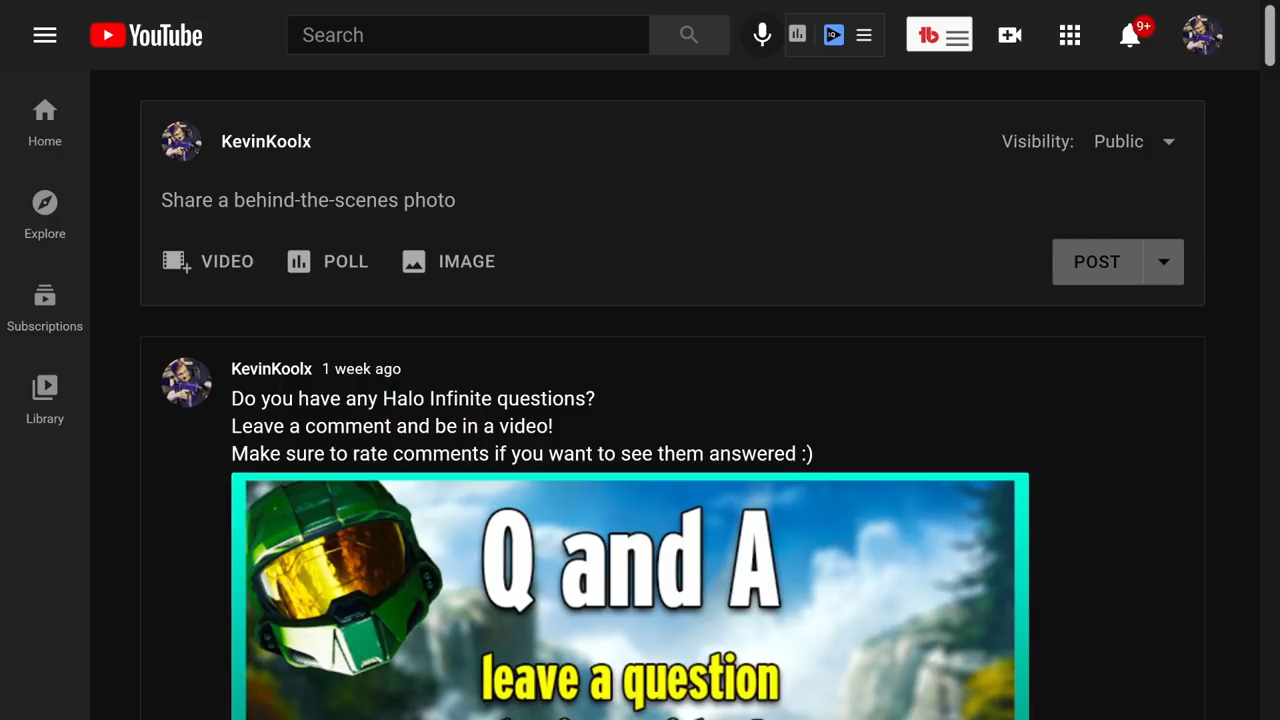 YouTube
Search
IQ
tb
9+
Home
Explore
Subscriptions
Library
KevinKoolx
Visibility: Public
Share a behind-the-scenes photo
VIDEO POLL IMAGE
POST
KevinKoolx 1 week ago
Do you have any Halo Infinite questions?
Leave a comment and be in a video!
Make sure to rate comments if you want to see them answered :)
Q and A
leave a question